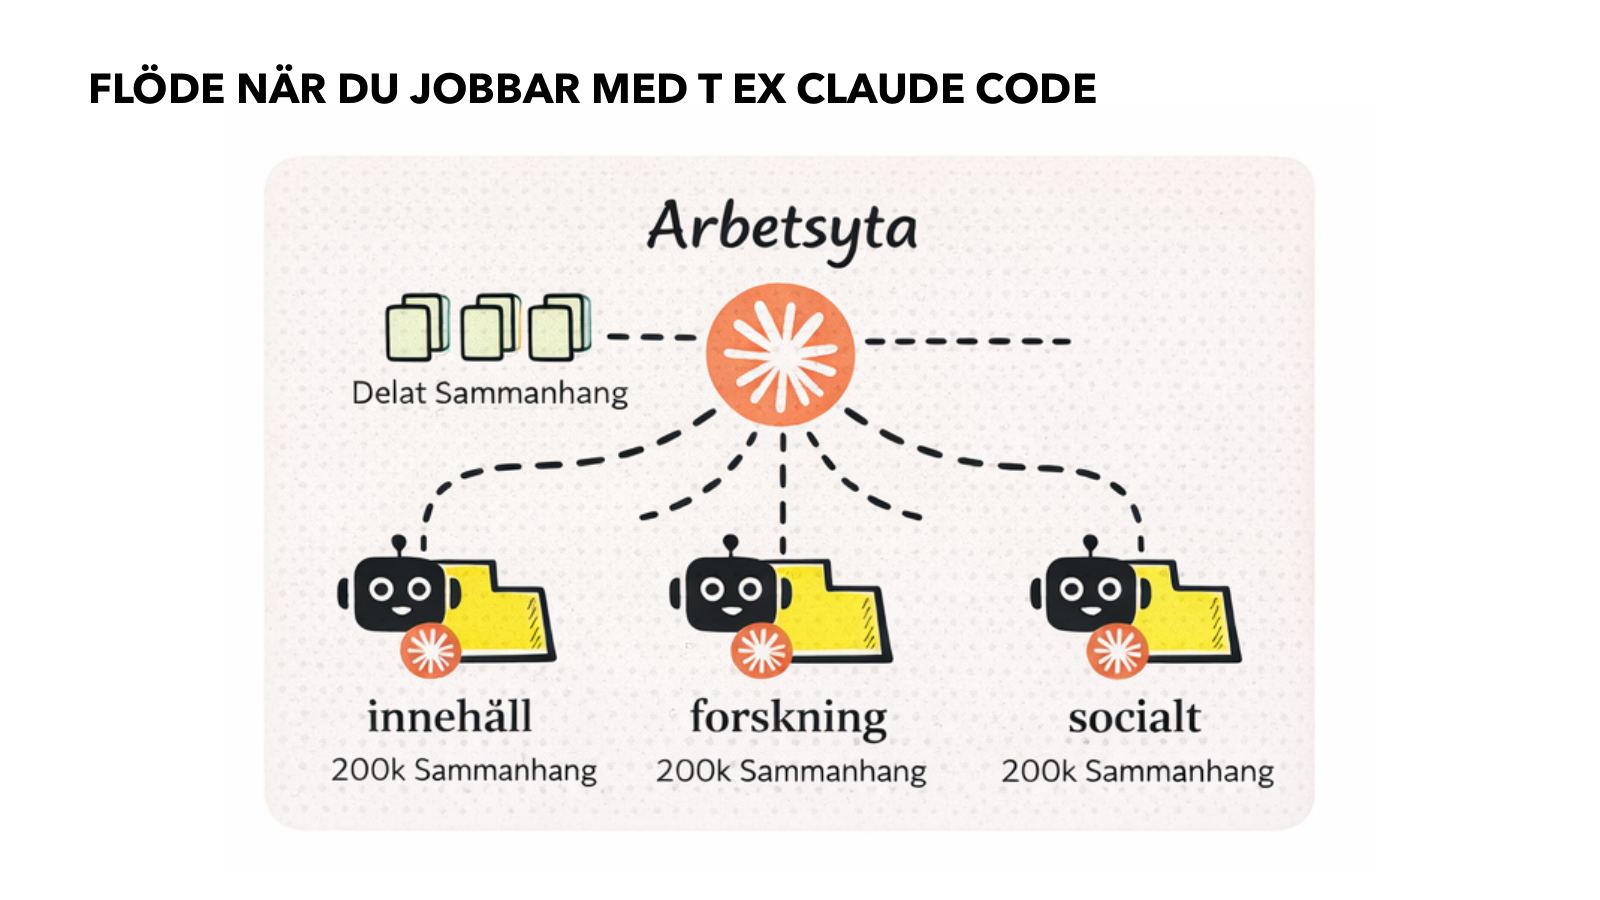 FLÖDE NÄR DU JOBBAR MED T EX CLAUDE CODE
Arbetsyta
Delat Sammanhang
innehäll
forskning
socialt
200k Sammanhang
200k Sammanhang
200k Sammanhang